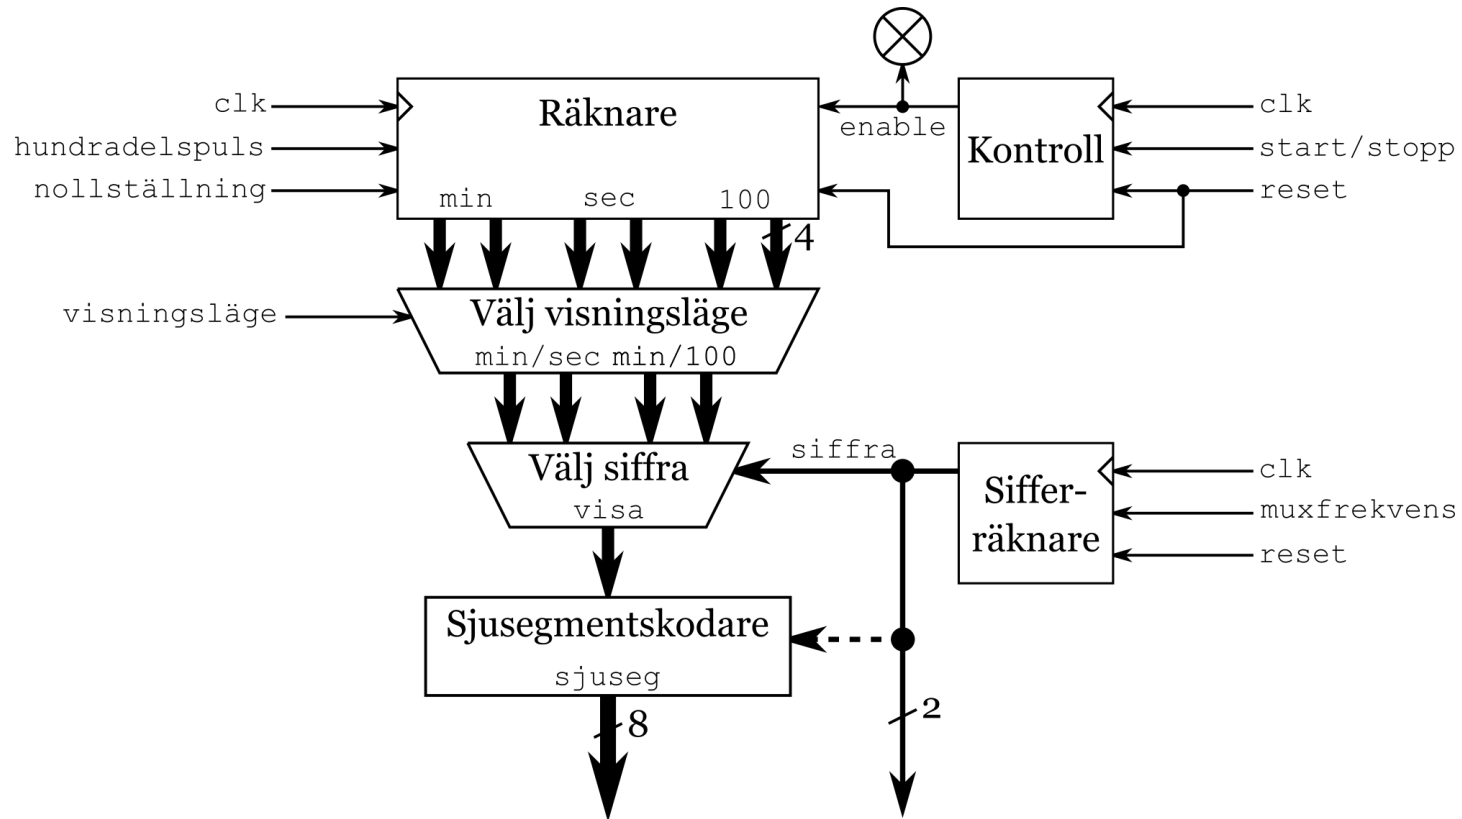 clk
hundradelspuls
nollställning
Räknare
min sec 100
enable
Kontroll
clk
start/stopp
reset
4
visningsläge
Välj visningsläge
min/sec min/100
siffra
Välj siffra
visa
Siffer-
räknare
clk
muxfrekvens
reset
Sjusegmentskodare
sjuseg
8
2